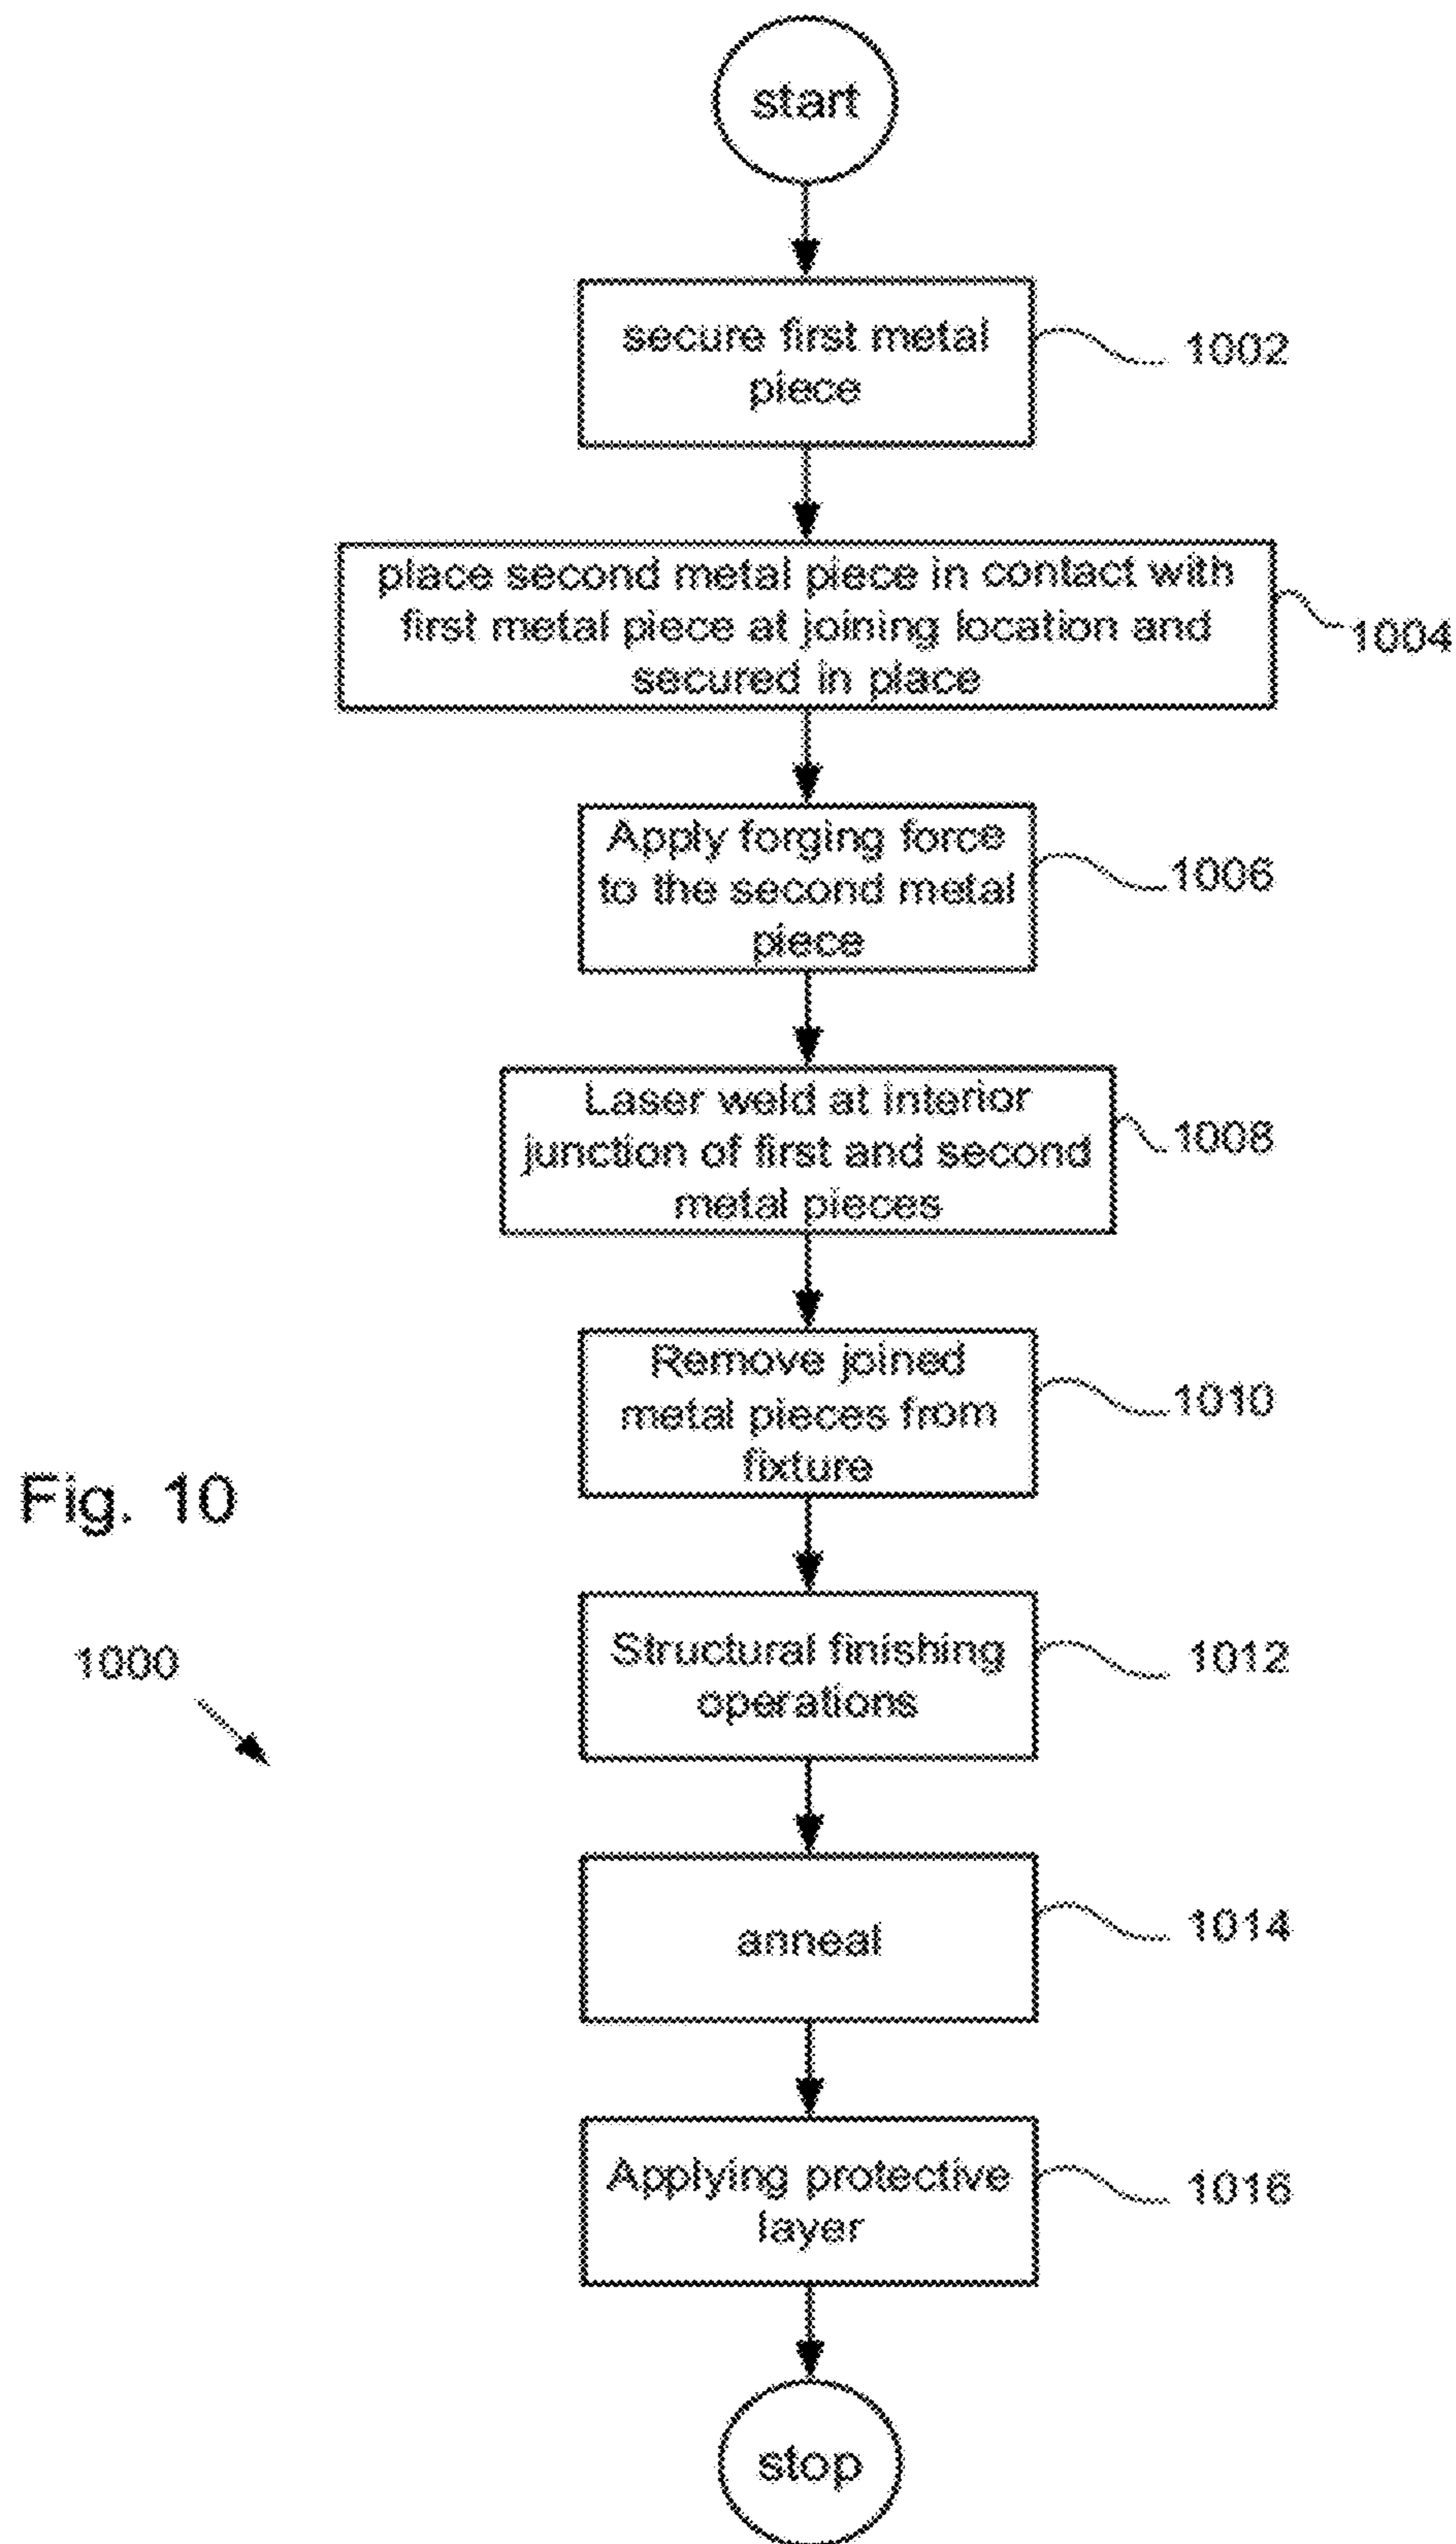 start
secure first metal
piece
1002
place second metal piece in contact with
first metal piece at joining location and
secured in place
1004
Apply forging force
to the second metal
piece
1006
Laser weld at interior
junction of first and second
metal pieces
1008
Remove joined
metal pieces from
fixture
1010
Fig. 10
Structural finishing
operations
1012
1000
anneal
1014
Applying protective
layer
1016
stop